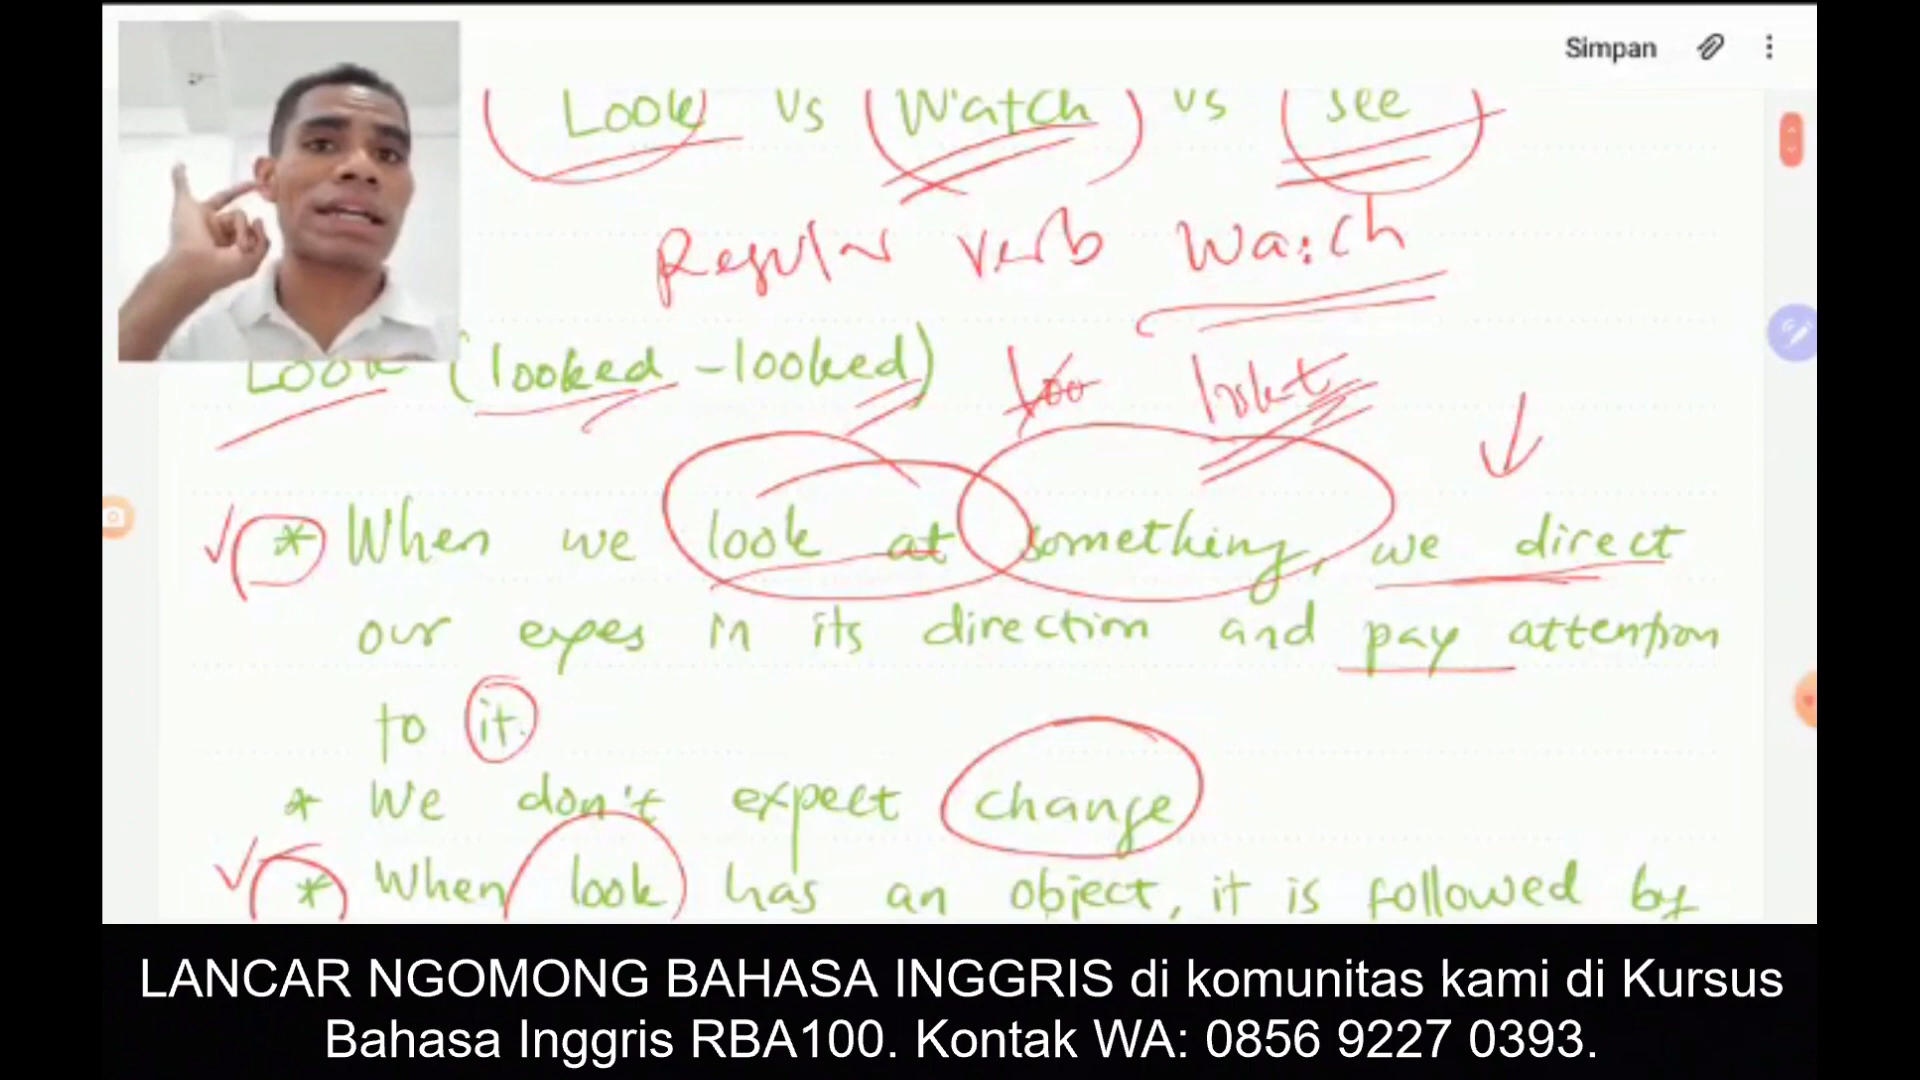 Simpan
Look vs Watch vs see
Regular verb Watch
Look (looked - looked) loo lookt
* When we look at something, we direct
our eyes in its direction and pay attention
to it.
* We don't expect change
* When look has an object, it is followed by
LANCAR NGOMONG BAHASA INGGRIS di komunitas kami di Kursus
Bahasa Inggris RBA100. Kontak WA: 0856 9227 0393.